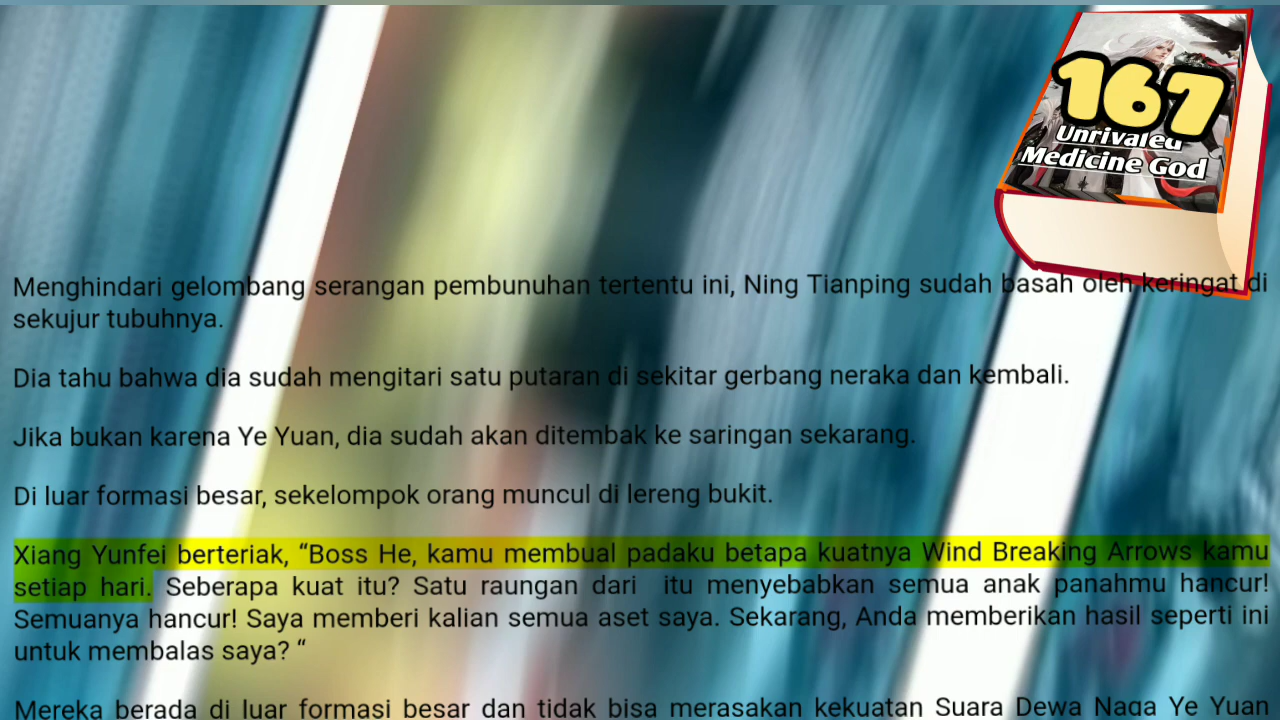 167
Unrivaled
Medicine God
Menghindari gelombang serangan pembunuhan tertentu ini, Ning Tianping sudah basah oleh keringat di
sekujur tubuhnya.
Dia tahu bahwa dia sudah mengitari satu putaran di sekitar gerbang neraka dan kembali.
Jika bukan karena Ye Yuan, dia sudah akan ditembak ke saringan sekarang.
Di luar formasi besar, sekelompok orang muncul di lereng bukit.
Xiang Yunfei berteriak, “Boss He, kamu membual padaku betapa kuatnya Wind Breaking Arrows kamu
setiap hari. Seberapa kuat itu? Satu raungan dari itu menyebabkan semua anak panahmu hancur!
Semuanya hancur! Saya memberi kalian semua aset saya. Sekarang, Anda memberikan hasil seperti ini
untuk membalas saya? “
Mereka berada di luar formasi besar dan tidak bisa merasakan kekuatan Suara Dewa Naga Ye Yuan